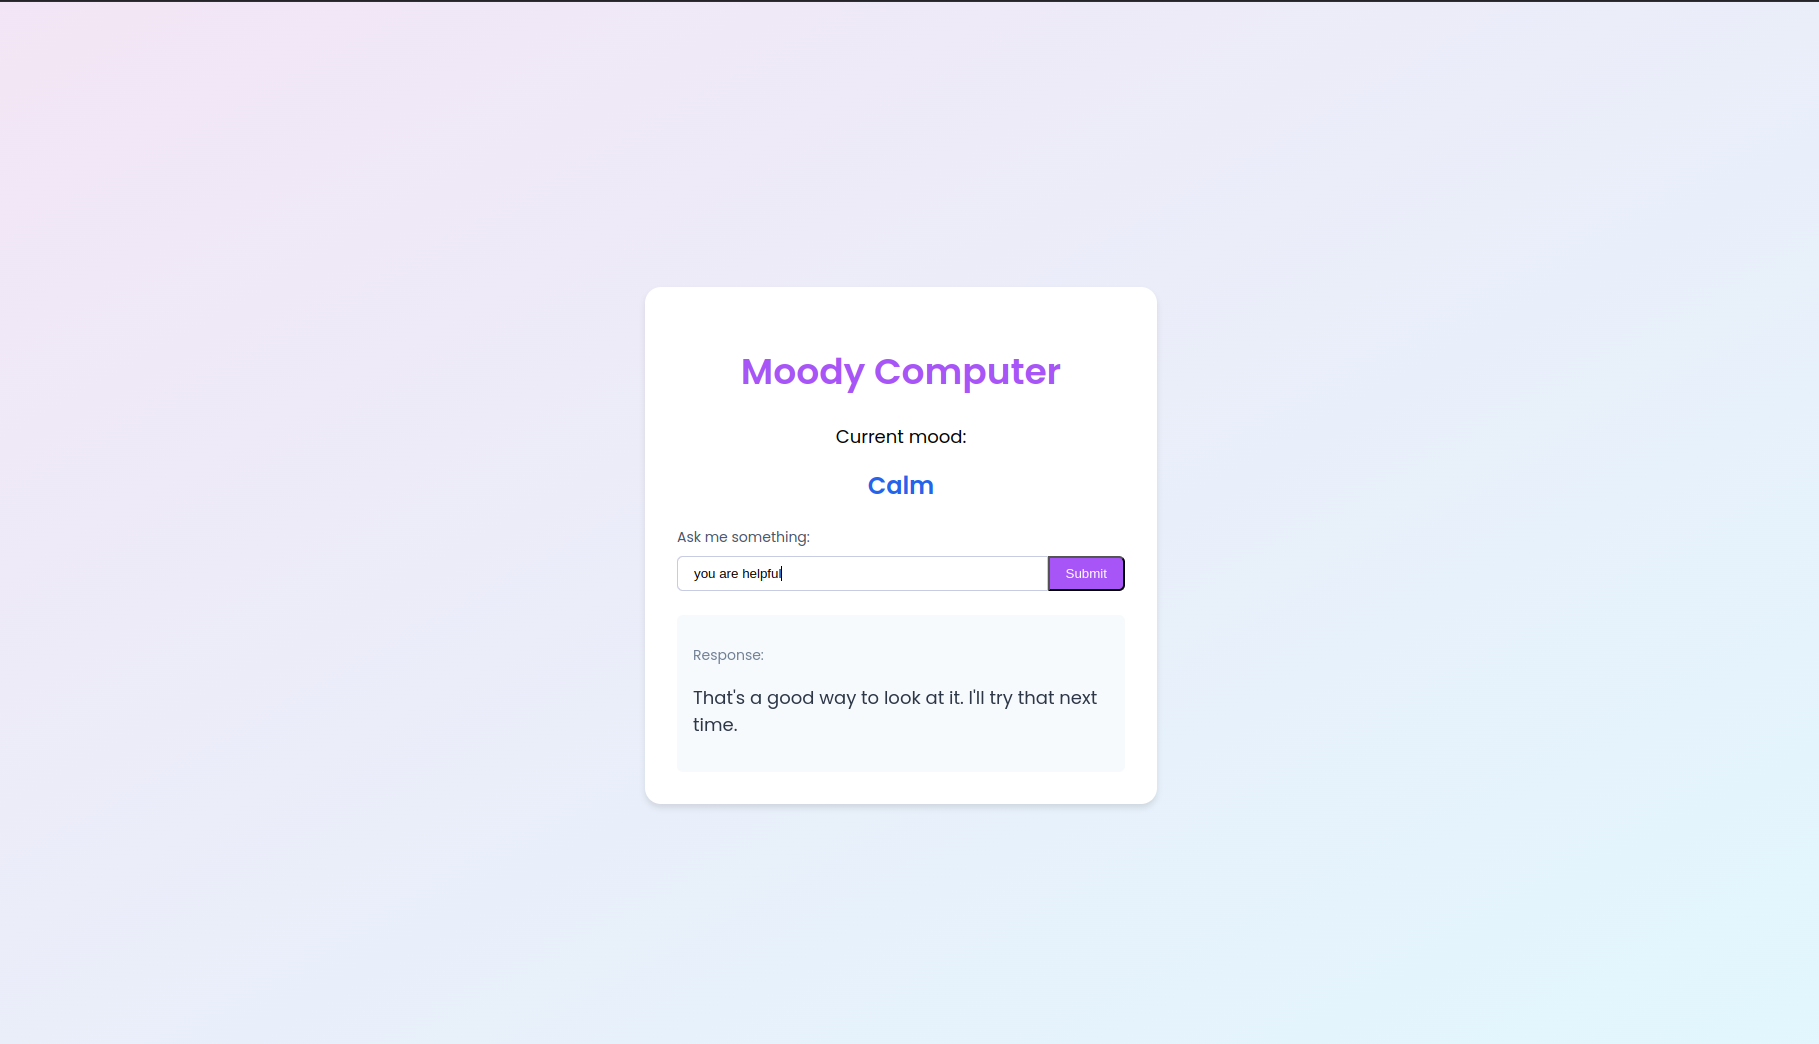 Moody Computer
Current mood:
Calm
Ask me something:
you are helpful
Submit
Response:
That's a good way to look at it. I'll try that next
time.